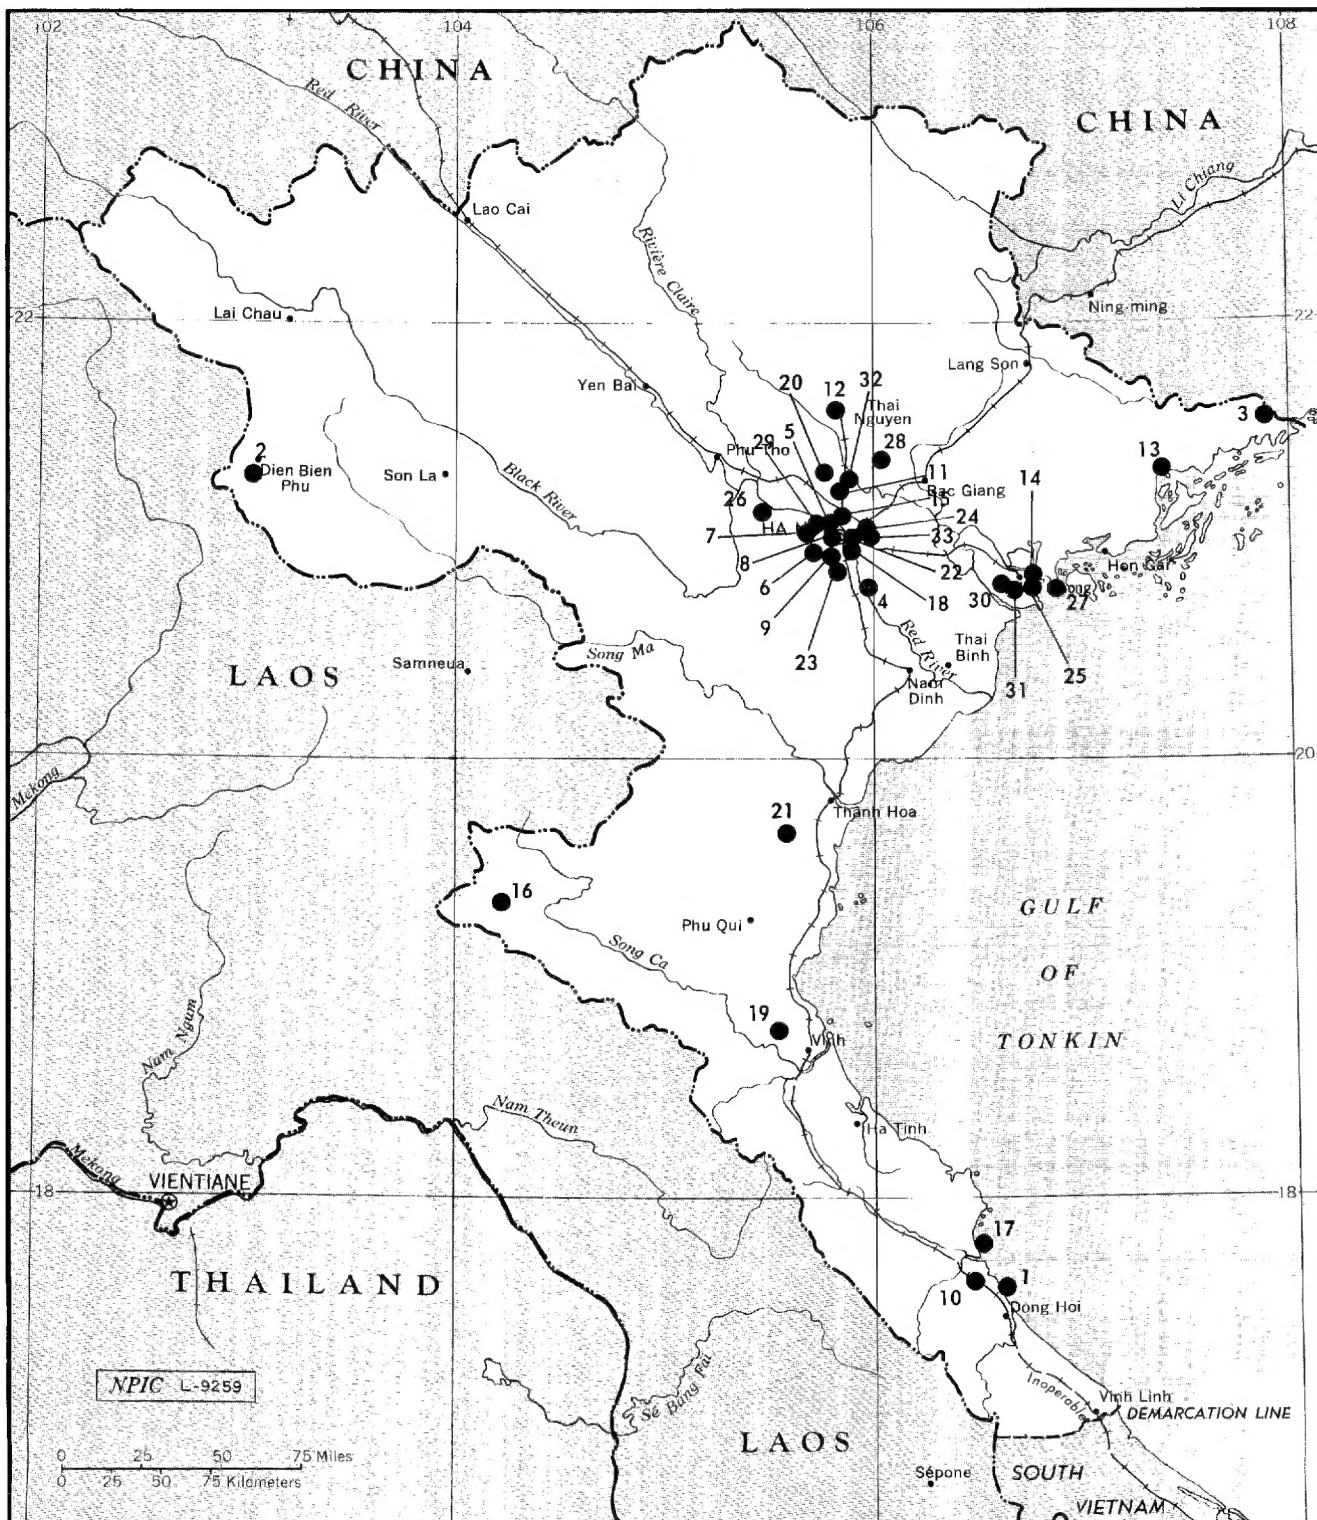 102
104
106
108
CHINA
Red River
CHINA
Li Chiang
Lao Cai
Rivière Claire
Lai Chau
22
Ning-ming
22
Lang Son
Yen Bai
20
12
32
Thai
Nguyen
3
2
Dien Bien
Phu
Son La
Black River
29
5
Phu Tho
28
13
11
Bac Giang
14
26
15
24
7
HA
33
Hon Gai
8
22
6
30
27
9
4
18
23
Red River
Thai
Binh
31
25
Song Ma
LAOS
Samneua
Nam
Dinh
Mekong
20
21
Thanh Hoa
16
GULF
OF
TONKIN
Phu Qui
Song Ca
19
Vinh
Nam Ngum
Nam Theun
Ha Tinh
Mekong
VIENTIANE
18
18
17
THAILAND
10
1
Dong Hoi
NPIC L-9259
Sé Bang Fai
Inoperable
Vinh Linh
DEMARCATION LINE
LAOS
0 25 50 75 Miles
0 25 50 75 Kilometers
Sépone
SOUTH
VIETNAM